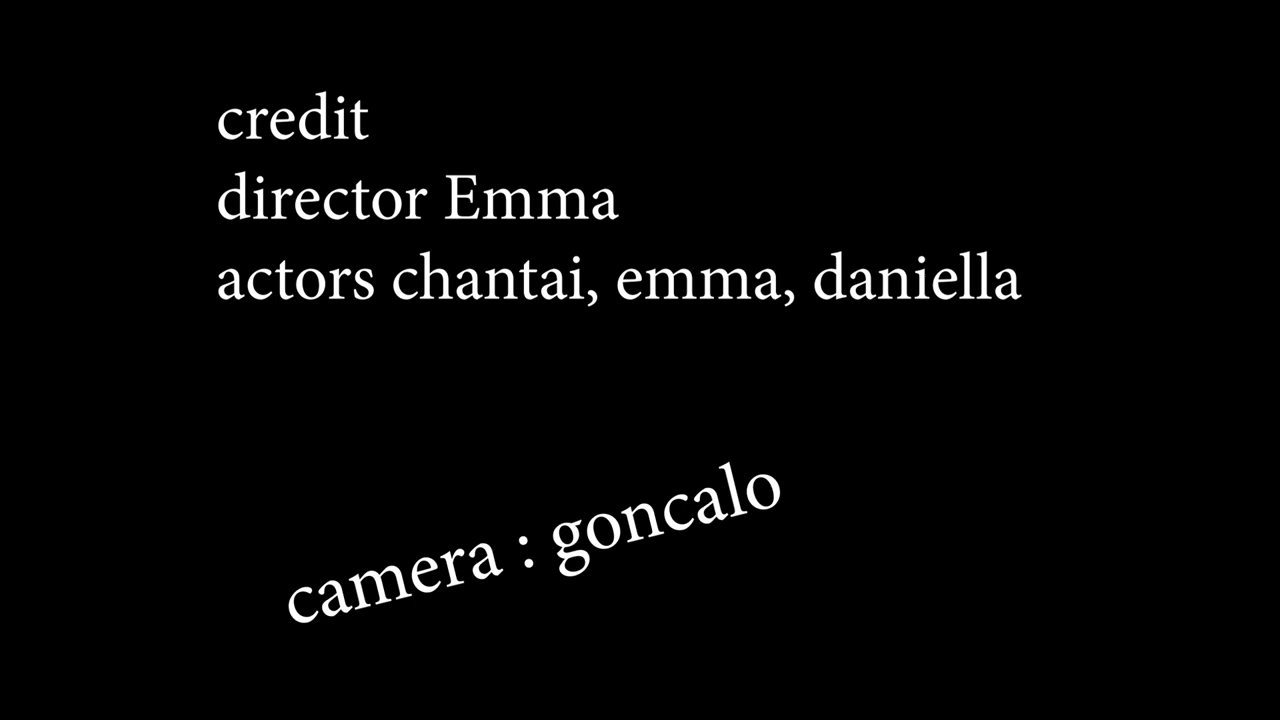 credit
director Emma
actors chantai, emma, daniella
camera : goncalo